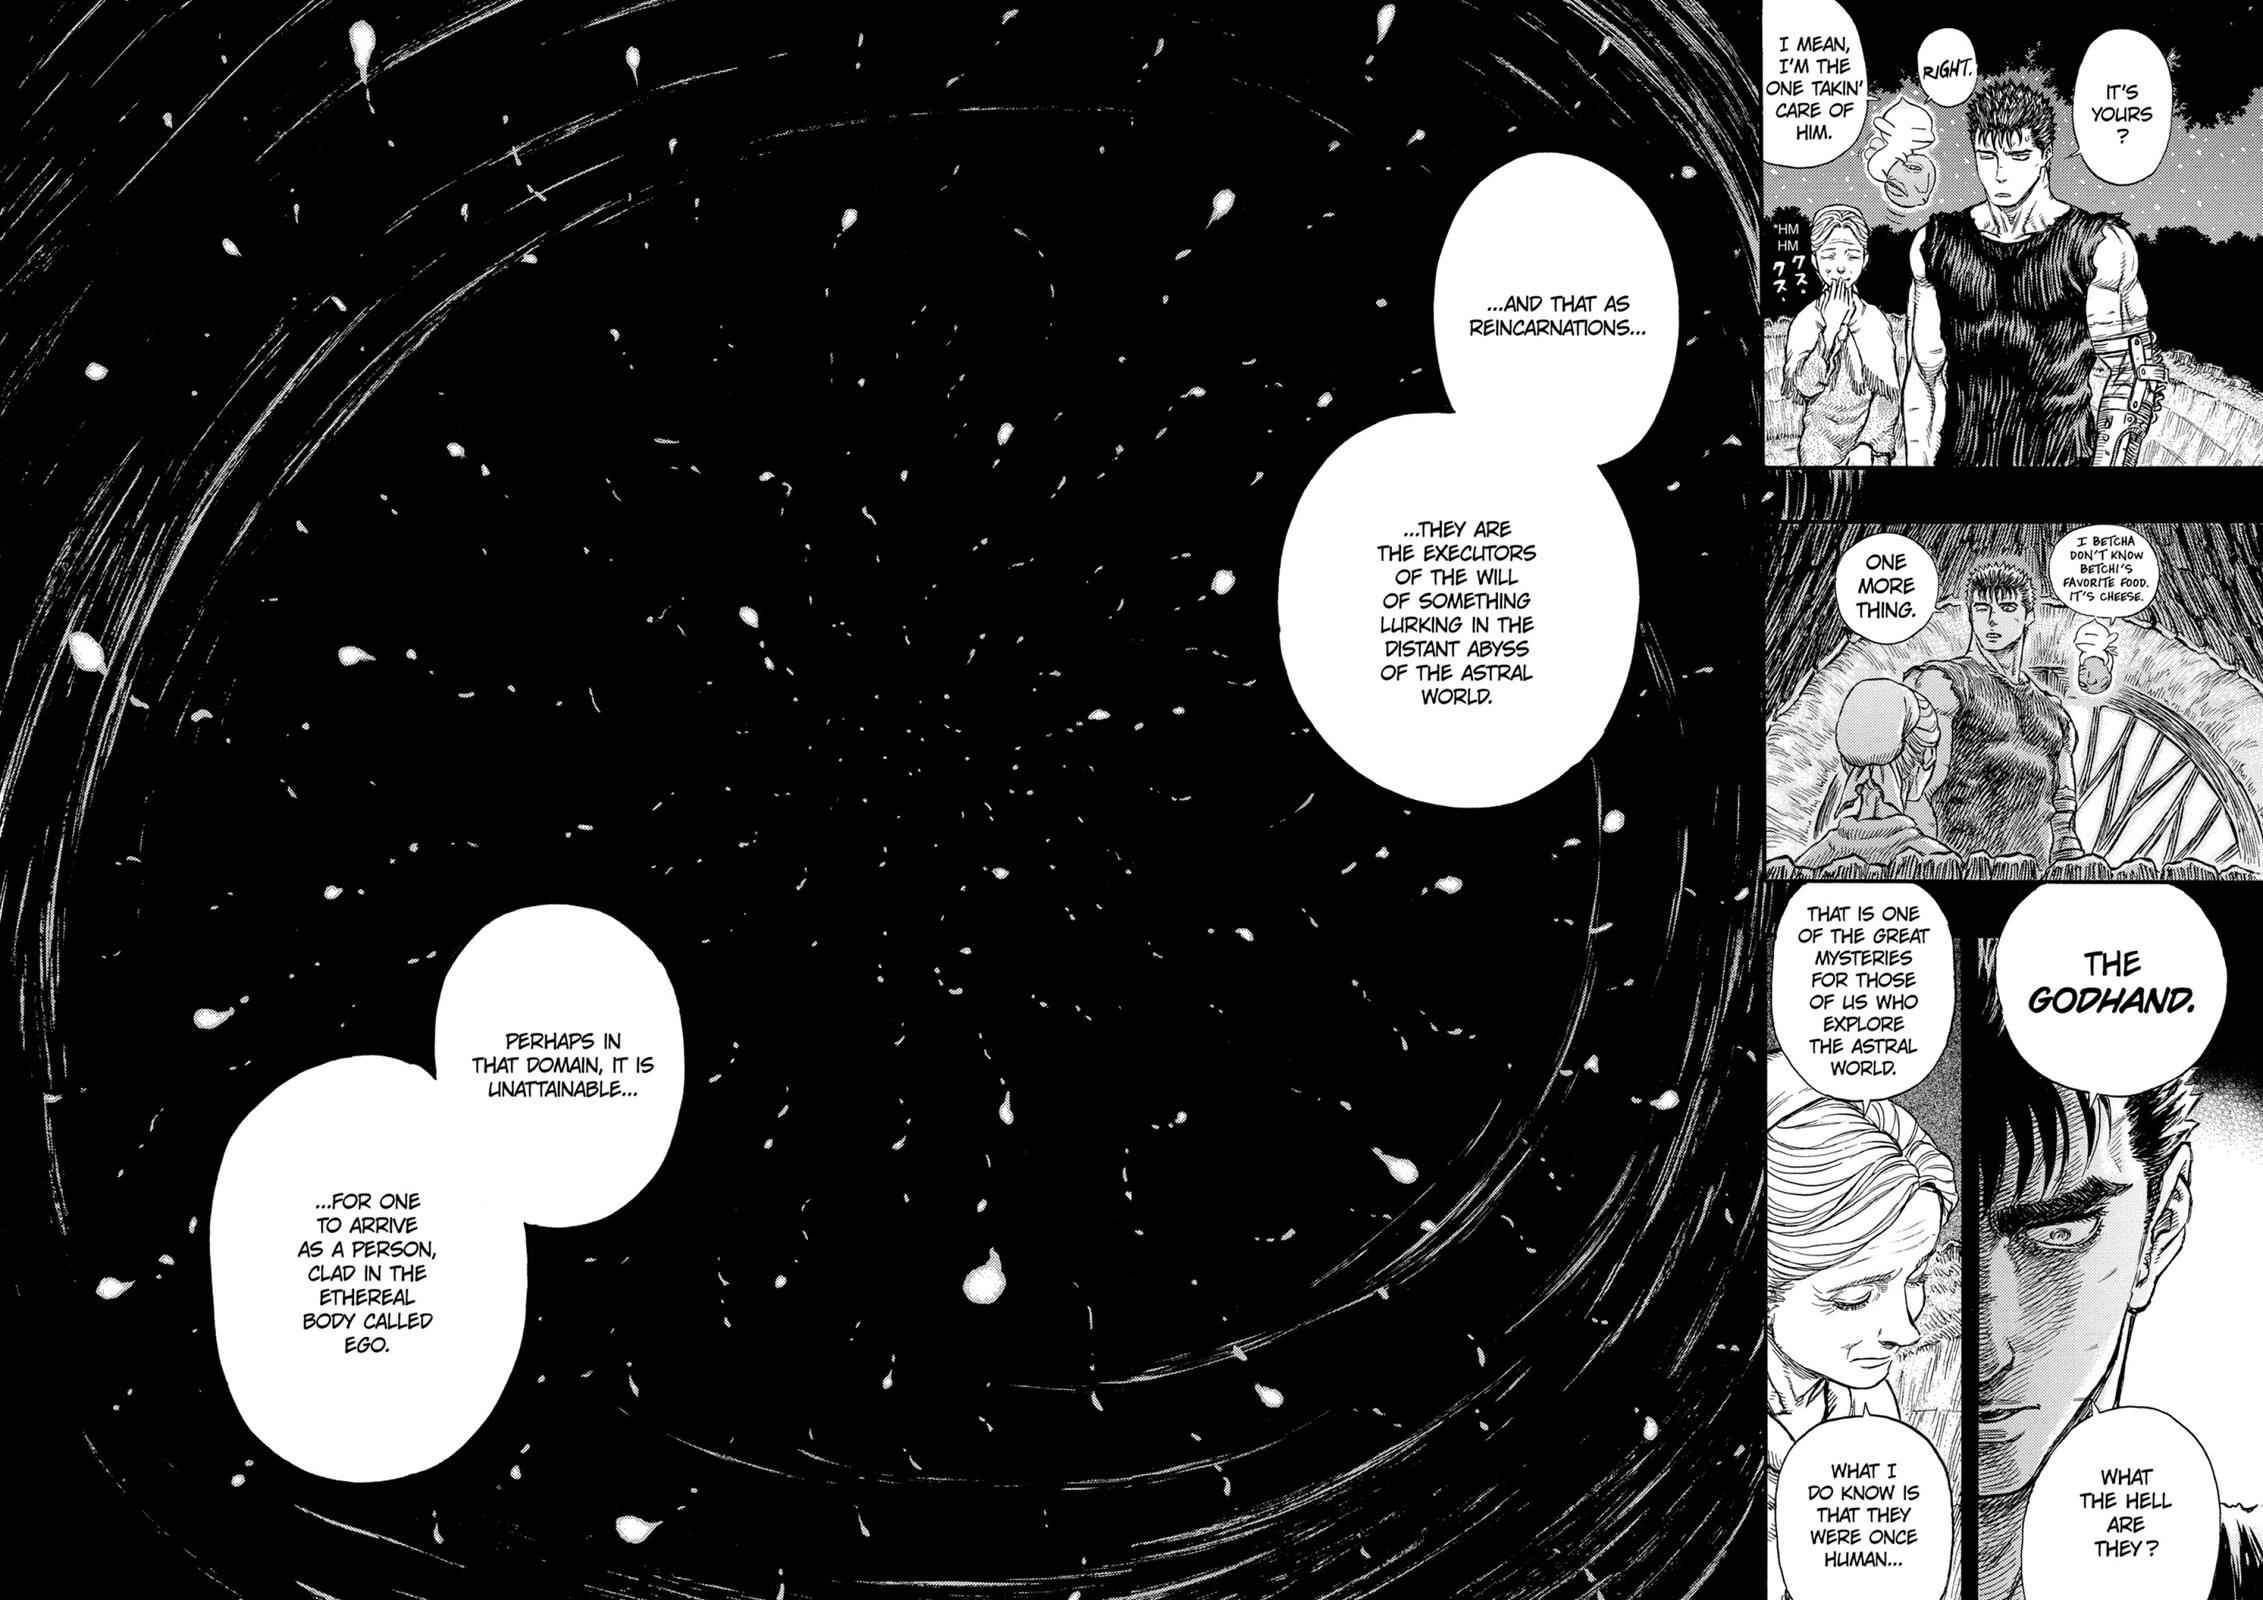 IT'S
YOURS
?
RIGHT.
I MEAN,
I'M THE
ONE TAKIN'
CARE OF
HIM.
*HM
HM
クス、
クス、
I BETCHA
DON'T KNOW
BETCHI'S
FAVORITE FOOD.
IT'S CHEESE.
ONE
MORE
THING.
THE
GODHAND.
WHAT
THE HELL
ARE
THEY?
THAT IS ONE
OF THE GREAT
MYSTERIES
FOR THOSE
OF US WHO
EXPLORE
THE ASTRAL
WORLD.
WHAT I
DO KNOW IS
THAT THEY
WERE ONCE
HUMAN...
...AND THAT AS
REINCARNATIONS...
...THEY ARE
THE EXECUTORS
OF THE WILL
OF SOMETHING
LURKING IN THE
DISTANT ABYSS
OF THE ASTRAL
WORLD.
PERHAPS IN
THAT DOMAIN, IT IS
UNATTAINABLE...
...FOR ONE
TO ARRIVE
AS A PERSON,
CLAD IN THE
ETHEREAL
BODY CALLED
EGO.